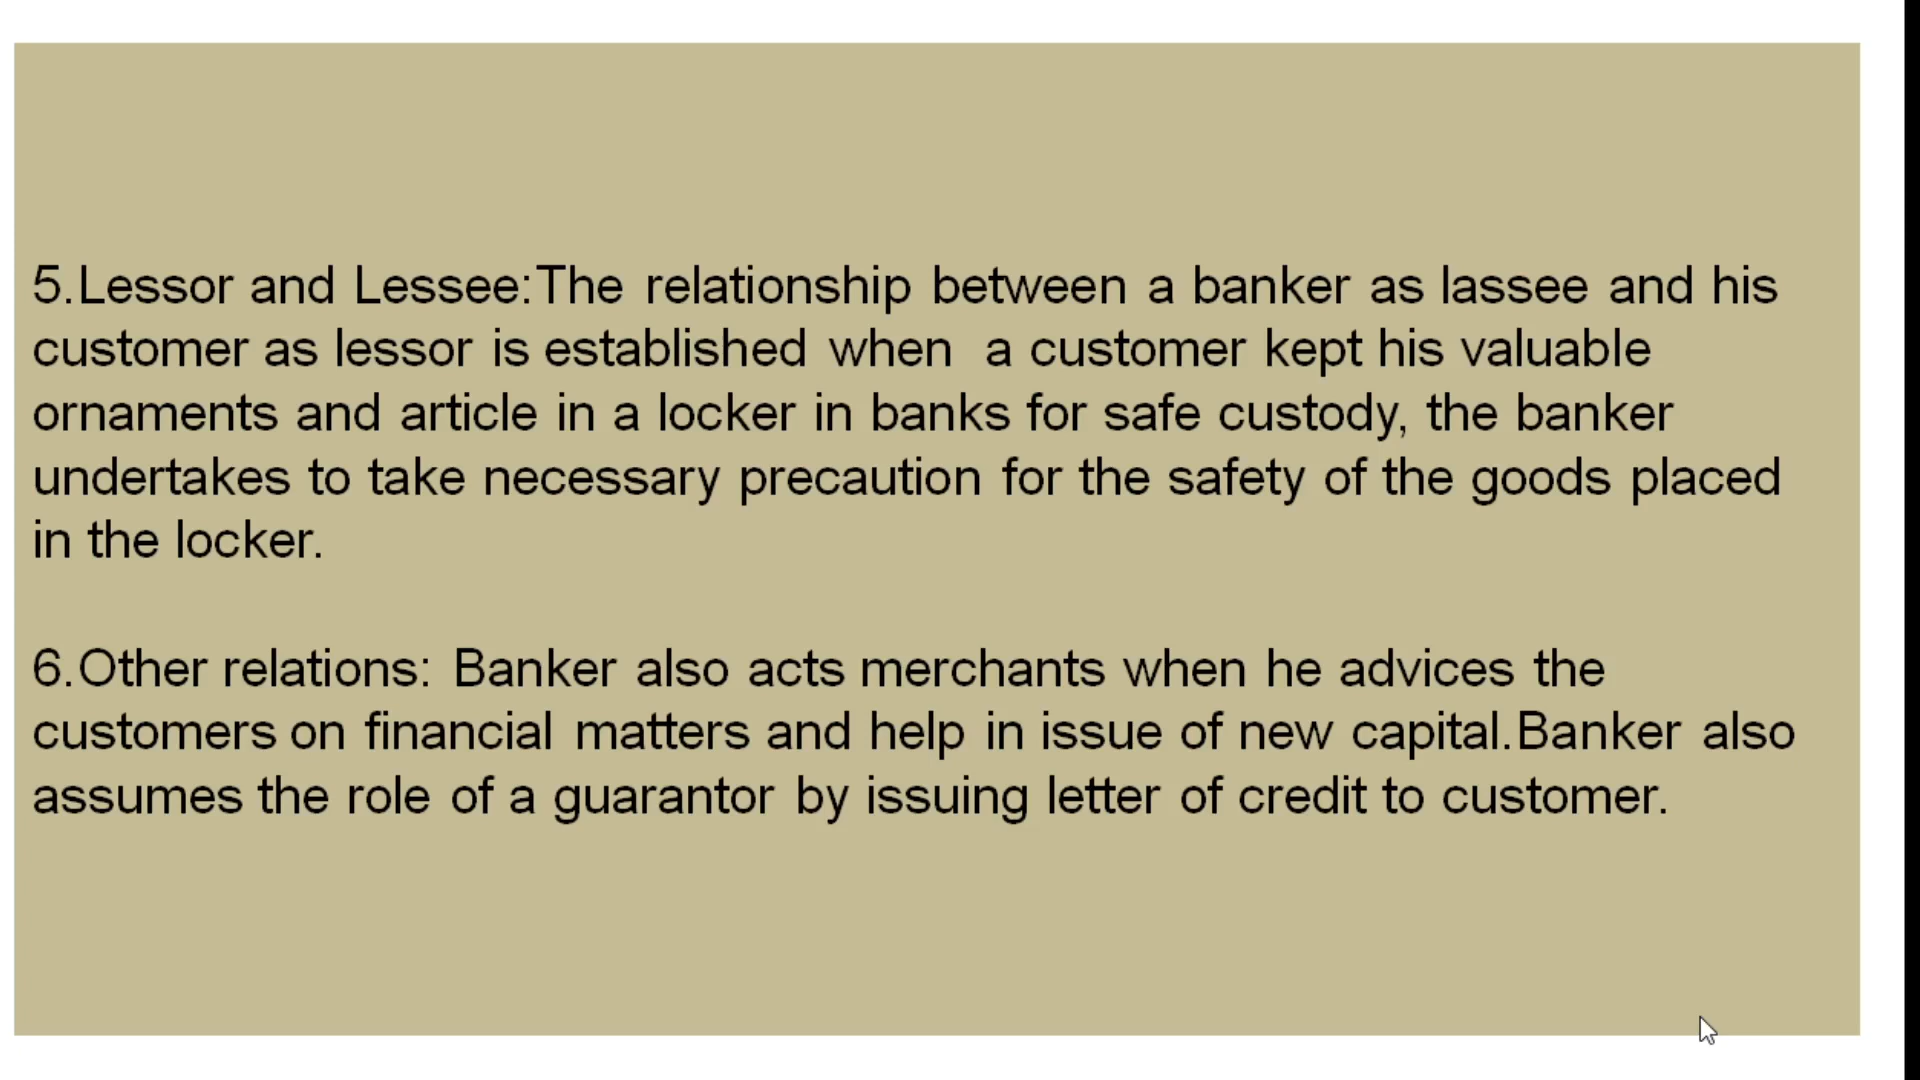 5.Lessor and Lessee:The relationship between a banker as lassee and his
customer as lessor is established when a customer kept his valuable
ornaments and article in a locker in banks for safe custody, the banker
undertakes to take necessary precaution for the safety of the goods placed
in the locker.
6.Other relations: Banker also acts merchants when he advices the
customers on financial matters and help in issue of new capital.Banker also
assumes the role of a guarantor by issuing letter of credit to customer.